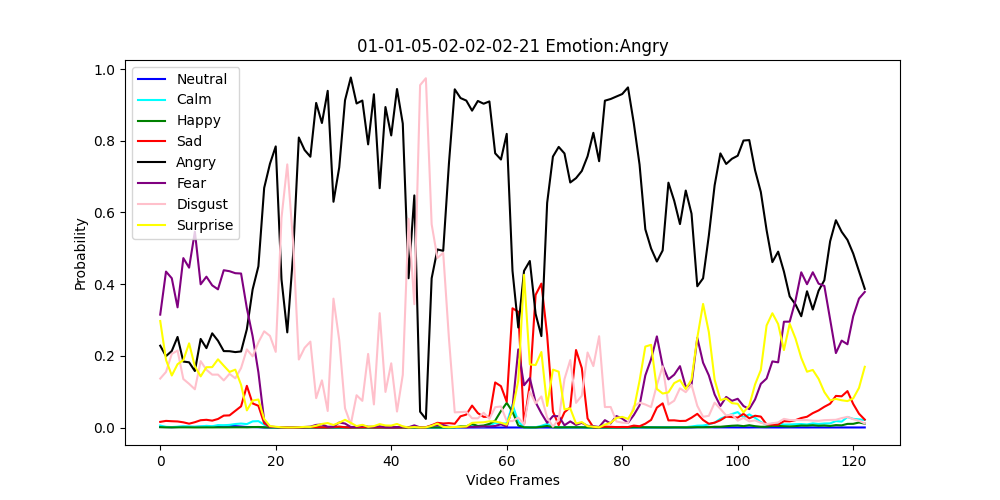 01-01-05-02-02-02-21 Emotion:Angry
Neutral
Calm
Happy
Sad
Angry
Fear
Disgust
Surprise
Probability
1.0
0.8
0.6
0.4
0.2
0.0
0 20 40 60 80 100 120
Video Frames